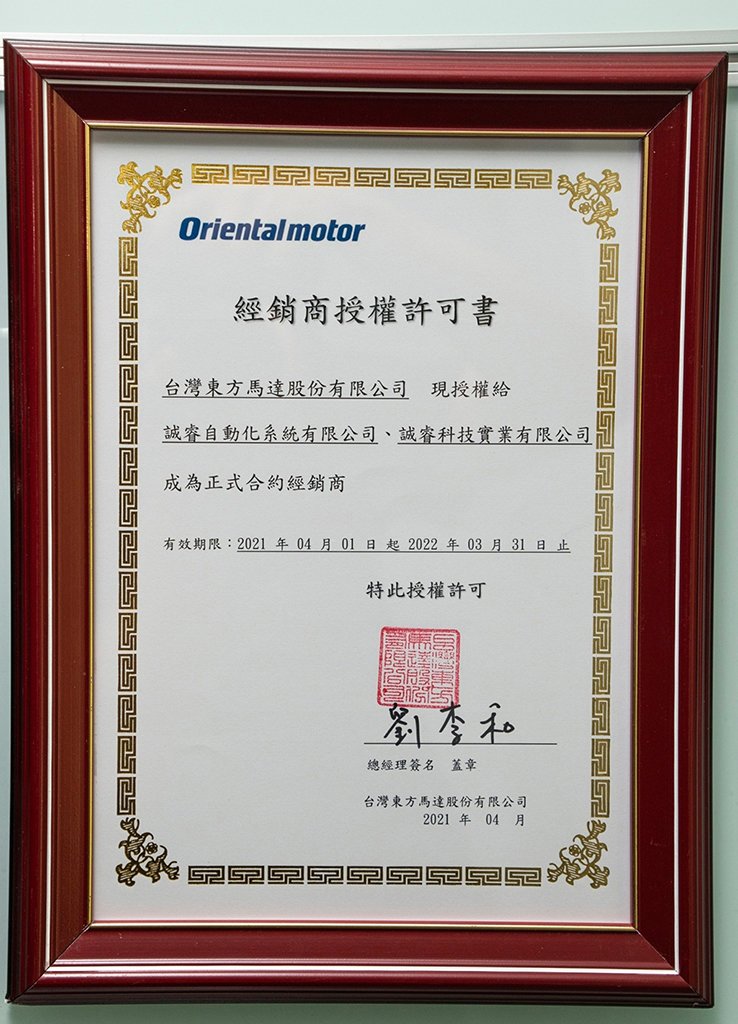 Orientalmotor
經銷商授權許可書
台灣東方馬達股份有限公司 現授權給
誠睿自動化系統有限公司、誠睿科技實業有限公司
成為正式合約經銷商
有效期限：2021 年 04 月 01 日 起 2022 年 03 月 31 日 止
特此授權許可
劉李和
總經理簽名 蓋章
台灣東方馬達股份有限公司
2021 年 04 月